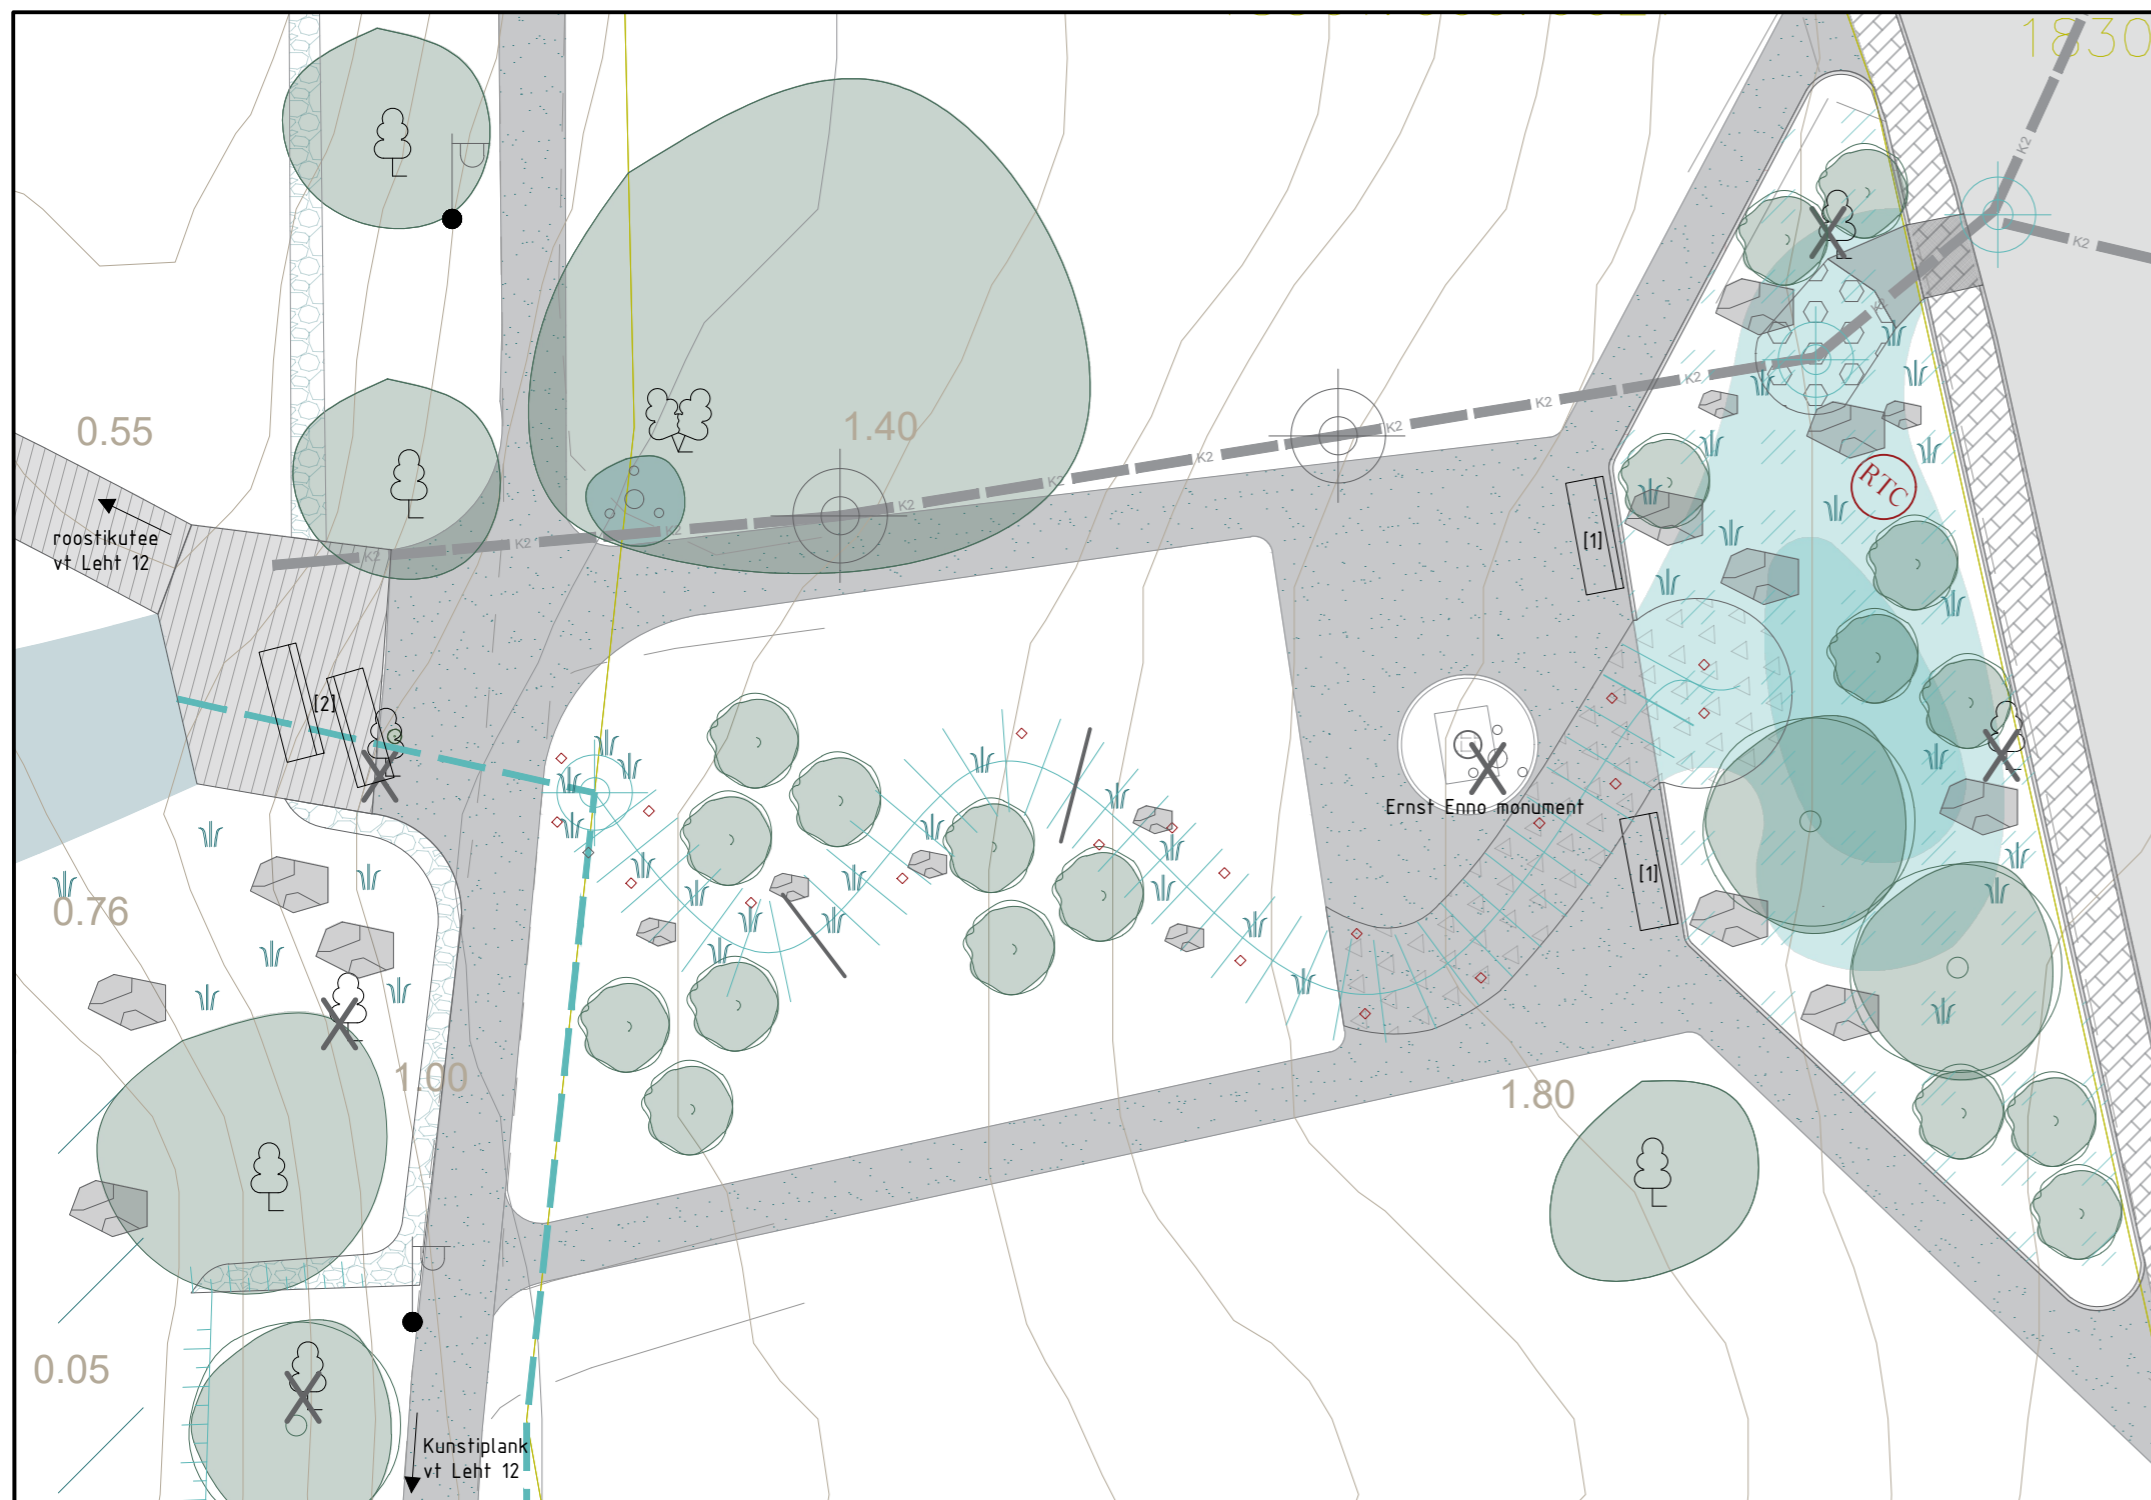 1830
K2
K2
K2
0.55
1.40
K2
K2
K2
K2
K2
K2
K2
K2
K2
RTC
roostikutee
vt Leht 12
[1]
[2]
Ernst Enno monument
[1]
0.76
1.00
1.80
0.05
Kunstiplank
vt Leht 12